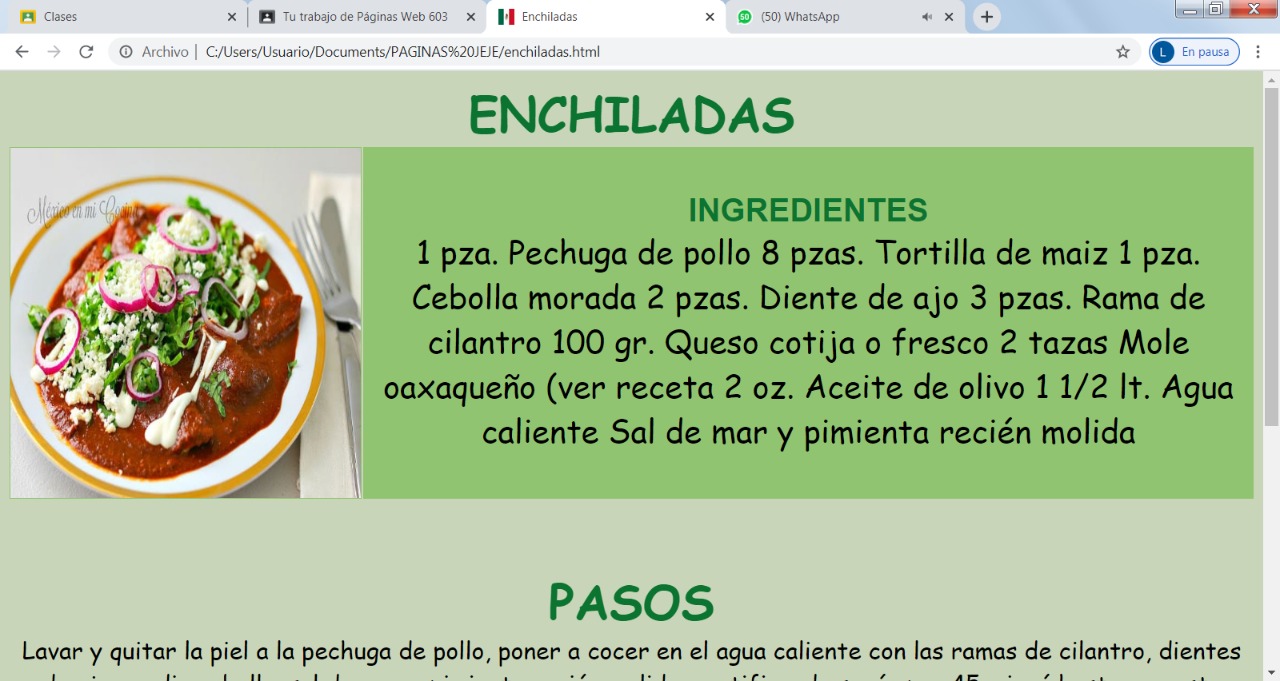 Clases
Tu trabajo de Páginas Web 603
Enchiladas
(50) WhatsApp
Archivo | C:/Users/Usuario/Documents/PAGINAS%20JEJE/enchiladas.html
L En pausa
ENCHILADAS
México en mi Cocina
INGREDIENTES
1 pza. Pechuga de pollo 8 pzas. Tortilla de maiz 1 pza.
Cebolla morada 2 pzas. Diente de ajo 3 pzas. Rama de
cilantro 100 gr. Queso cotija o fresco 2 tazas Mole
oaxaqueño (ver receta 2 oz. Aceite de olivo 1 1/2 lt. Agua
caliente Sal de mar y pimienta recién molida
PASOS
Lavar y quitar la piel a la pechuga de pollo, poner a cocer en el agua caliente con las ramas de cilantro, dientes